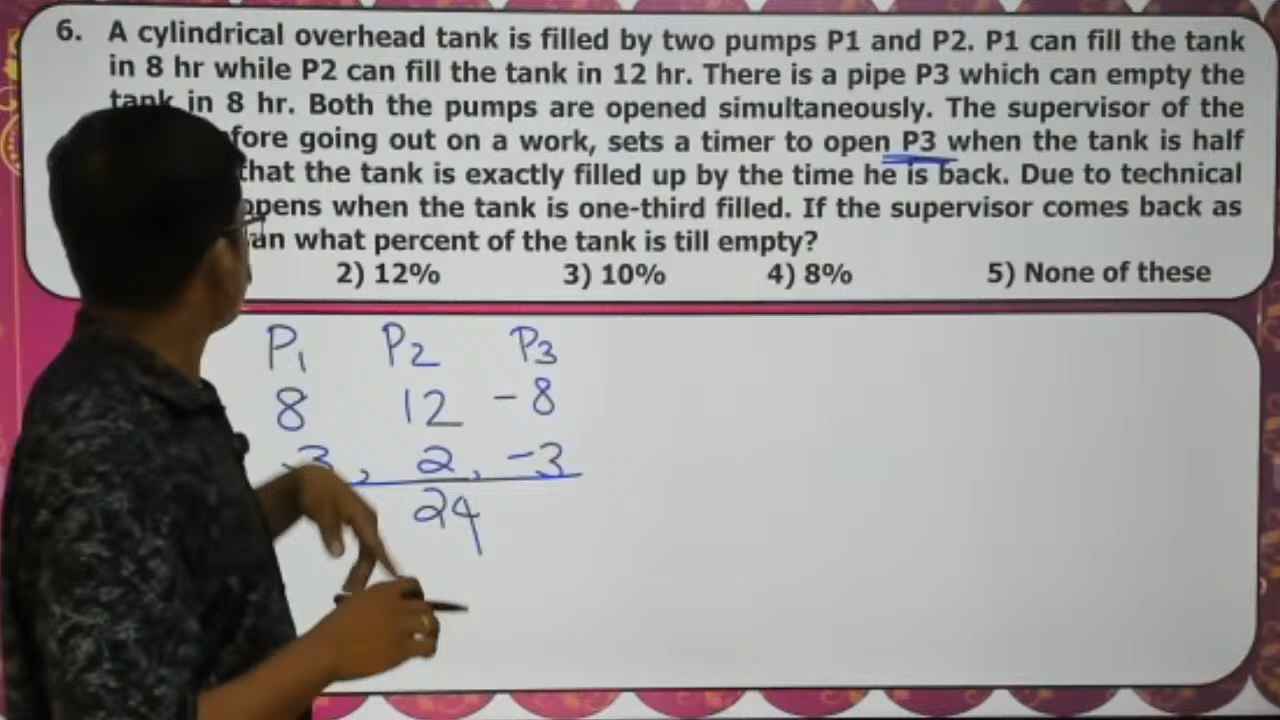 6. A cylindrical overhead tank is filled by two pumps P1 and P2. P1 can fill the tank
in 8 hr while P2 can fill the tank in 12 hr. There is a pipe P3 which can empty the
tank in 8 hr. Both the pumps are opened simultaneously. The supervisor of the
going out on a work, sets a timer to open P3 when the tank is half
that the tank is exactly filled up by the time he is back. Due to technical
when the tank is one-third filled. If the supervisor comes back as
what percent of the tank is till empty?
2) 12% 3) 10% 4) 8% 5) None of these
P1 P2 P3
8 12 -8
3, 2, -3
24